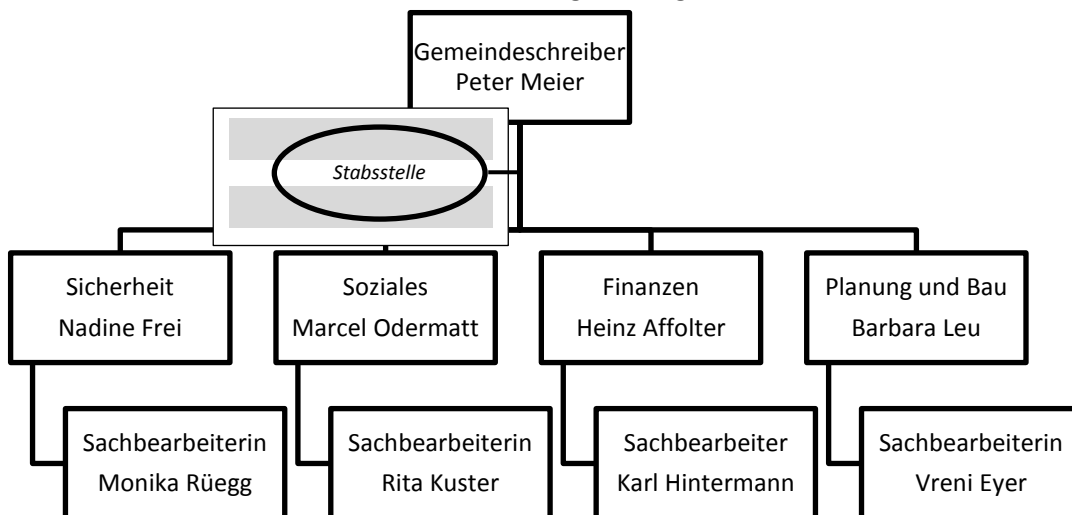 Gemeindeschreiber
Peter Meier
Stabsstelle
Sicherheit
Nadine Frei
Soziales
Marcel Odermatt
Finanzen
Heinz Affolter
Planung und Bau
Barbara Leu
Sachbearbeiterin
Monika Rüegg
Sachbearbeiterin
Rita Kuster
Sachbearbeiter
Karl Hintermann
Sachbearbeiterin
Vreni Eyer